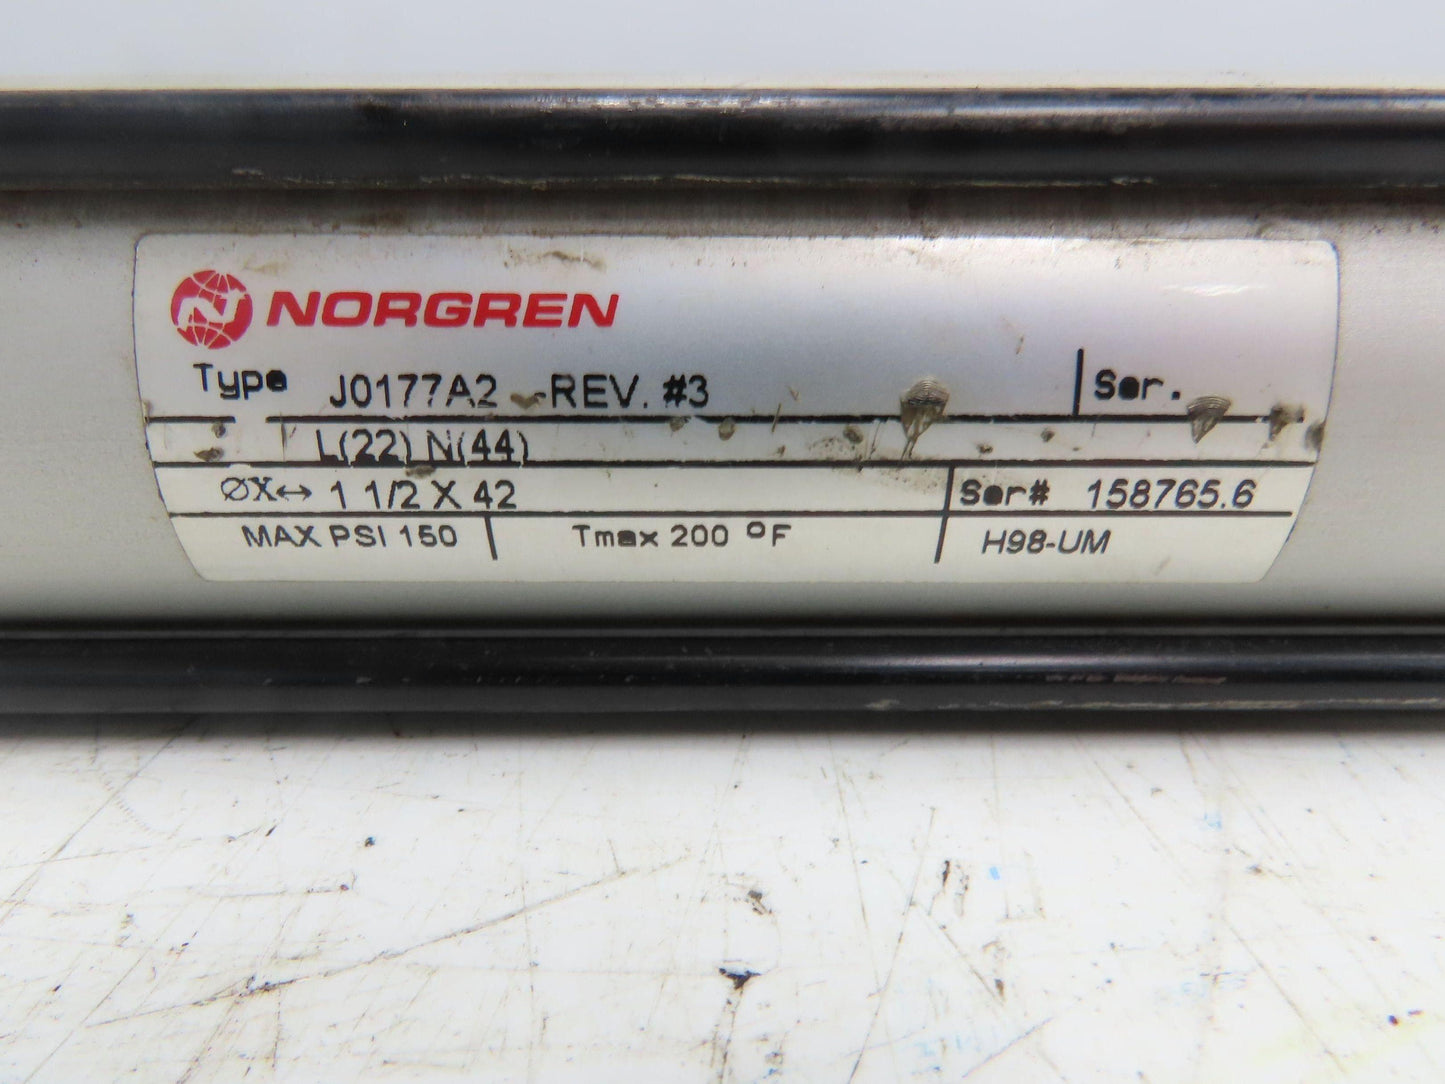 NORGREN
Type J0177A2 -REV. #3 Ser.
L(22) N(44)
ØX↔ 1 1/2 X 42 Ser# 158765.6
MAX PSI 150 Tmax 200 °F H98-UM